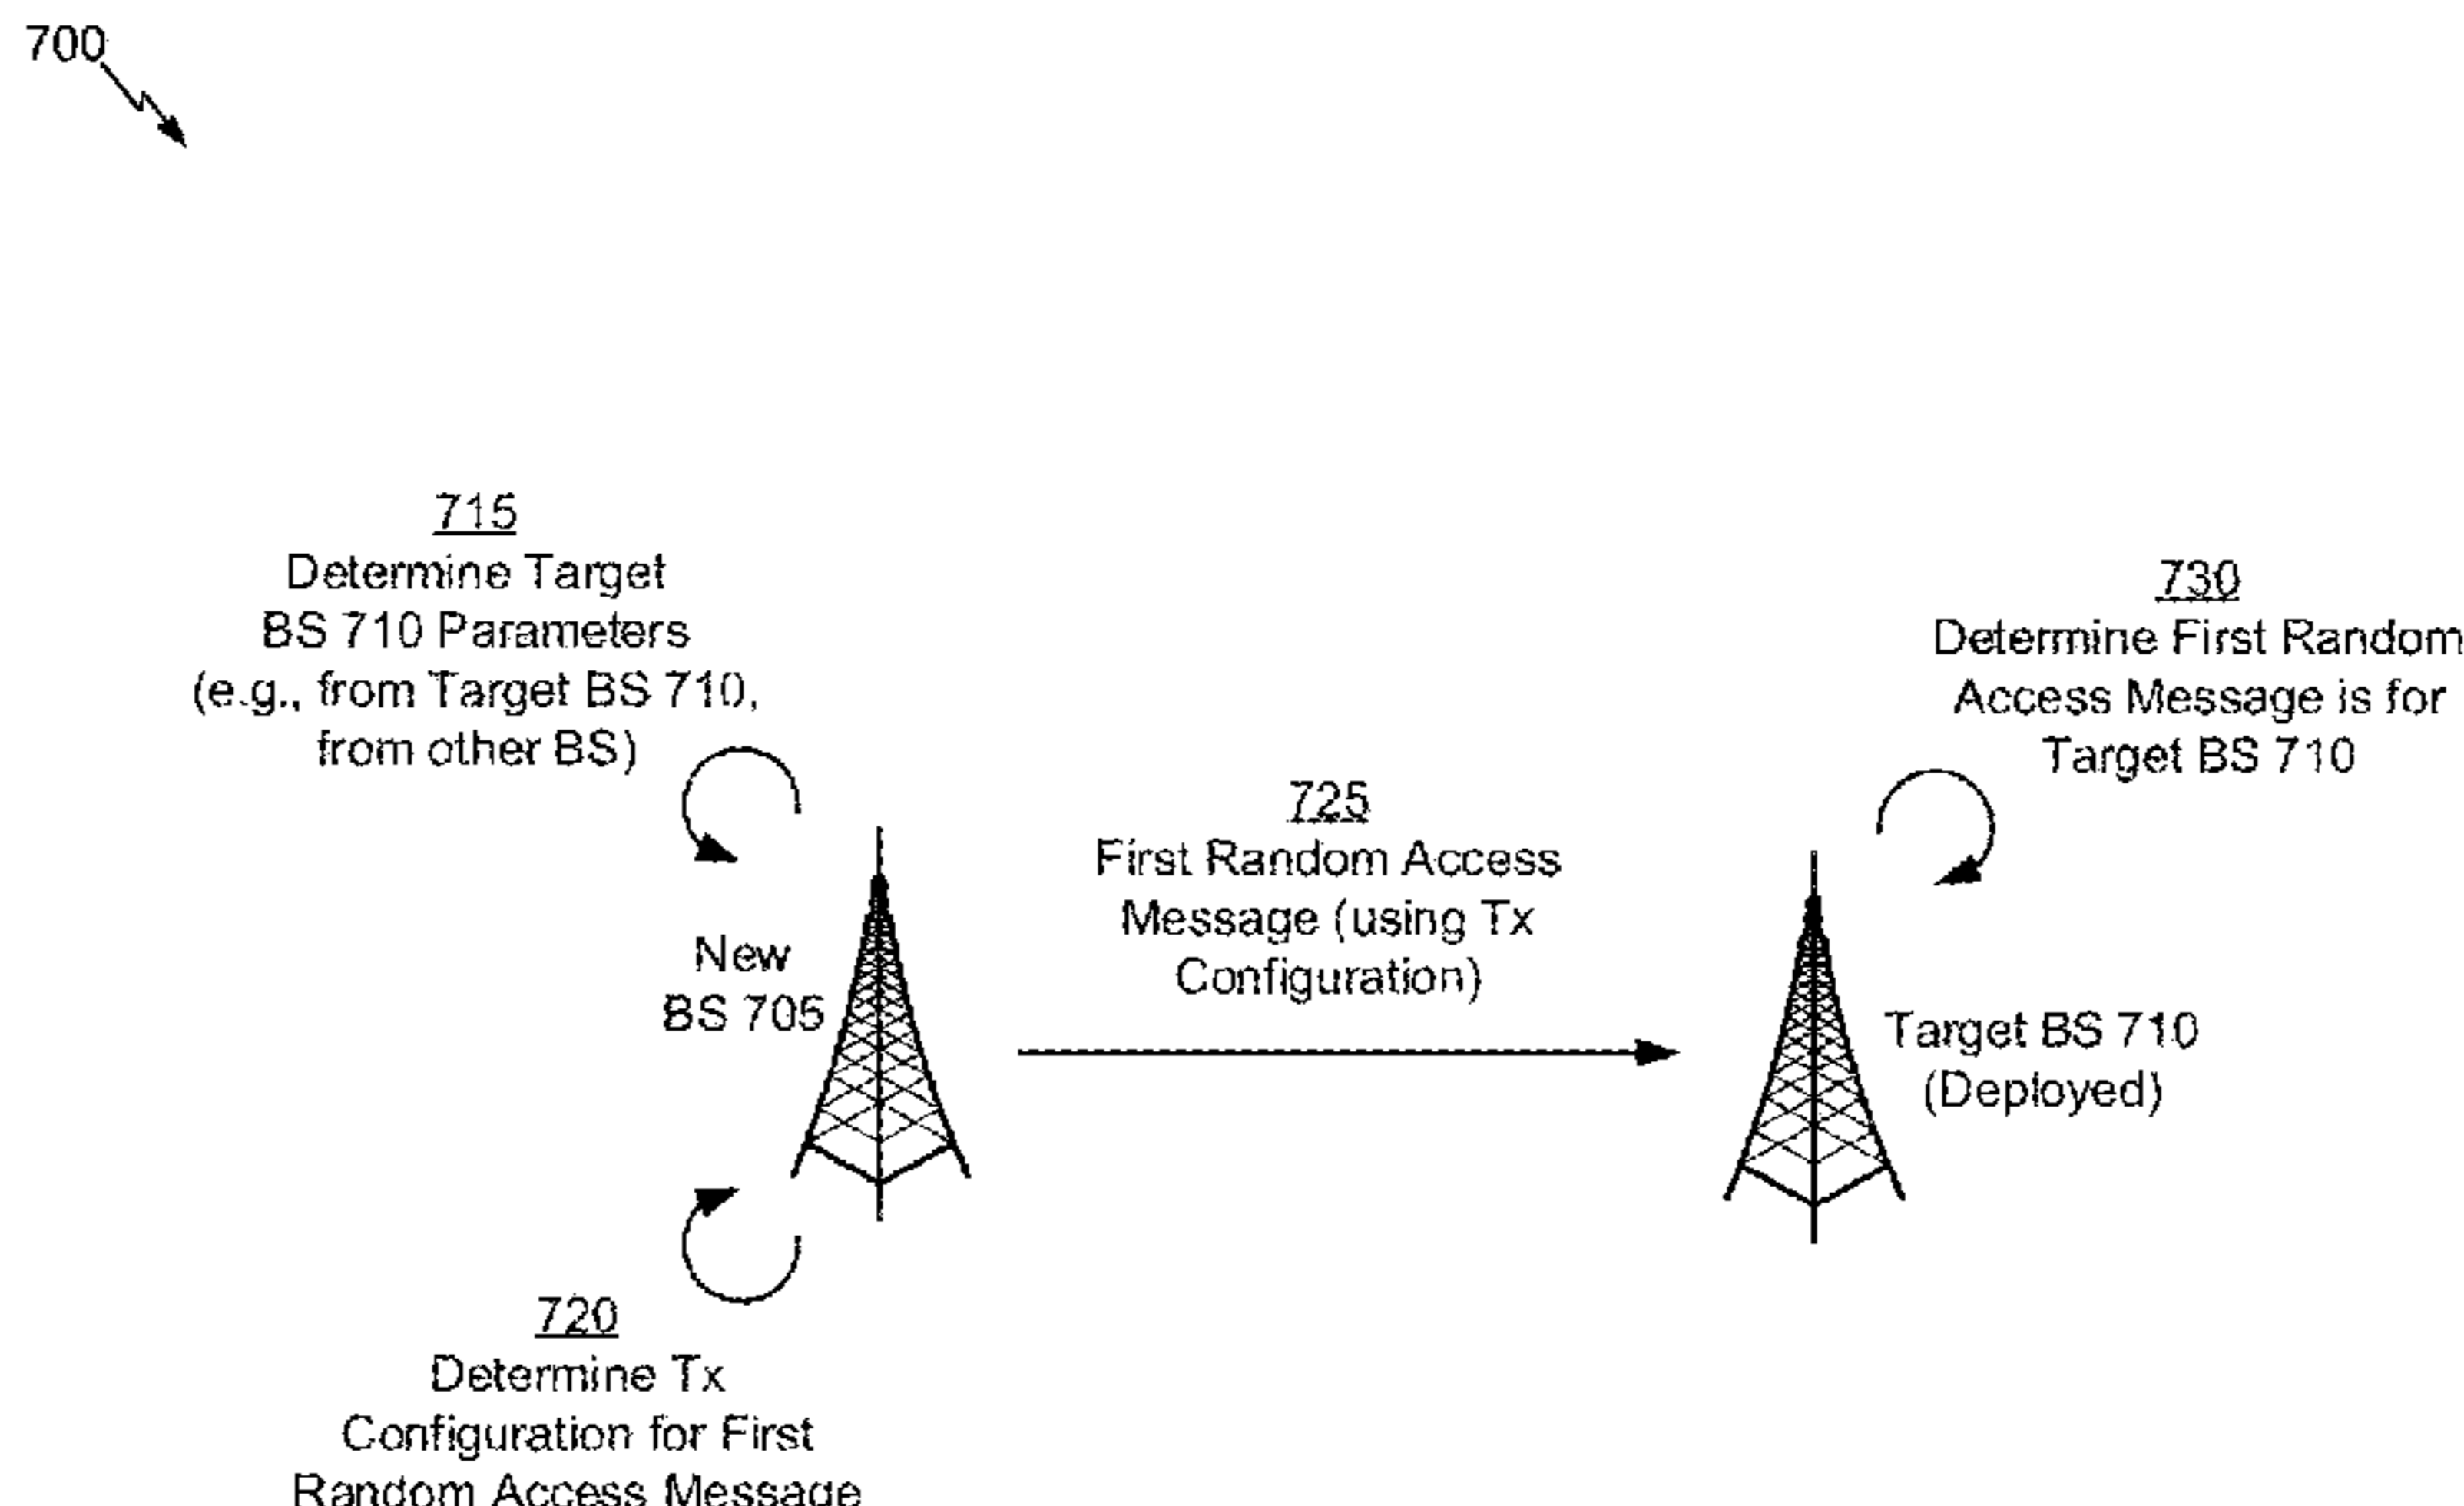 700
715
Determine Target
BS 710 Parameters
(e.g., from Target BS 710,
from other BS)
730
Determine First Random
Access Message is for
Target BS 710
725
First Random Access
Message (using Tx
Configuration)
New
BS 705
Target BS 710
(Deployed)
720
Determine Tx
Configuration for First
Random Access Message